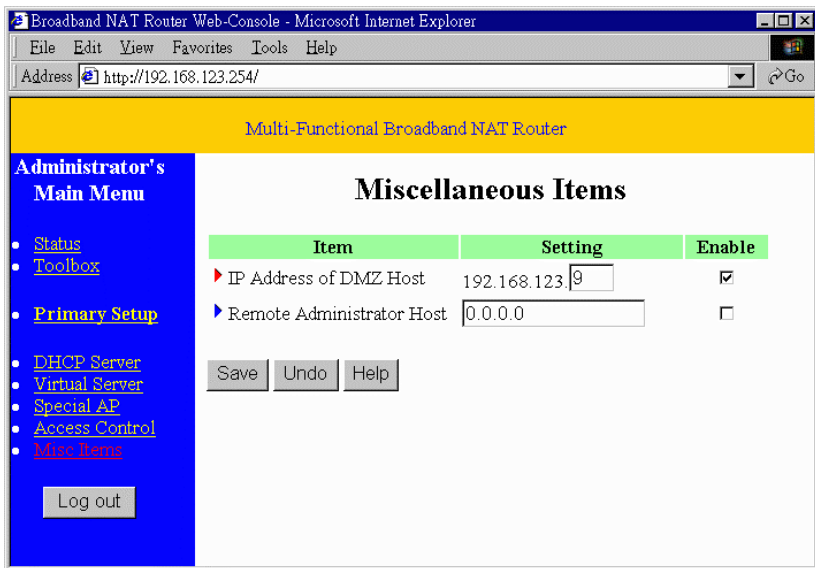 Broadband NAT Router Web-Console - Microsoft Internet Explorer
File Edit View Favorites Tools Help
Address http://192.168.123.254/ Go
Multi-Functional Broadband NAT Router
Administrator's
Main Menu
Status
Toolbox
Primary Setup
DHCP Server
Virtual Server
Special AP
Access Control
Misc Items
Log out
Miscellaneous Items
Item Setting Enable
IP Address of DMZ Host 192.168.123.9
Remote Administrator Host 0.0.0.0
Save Undo Help